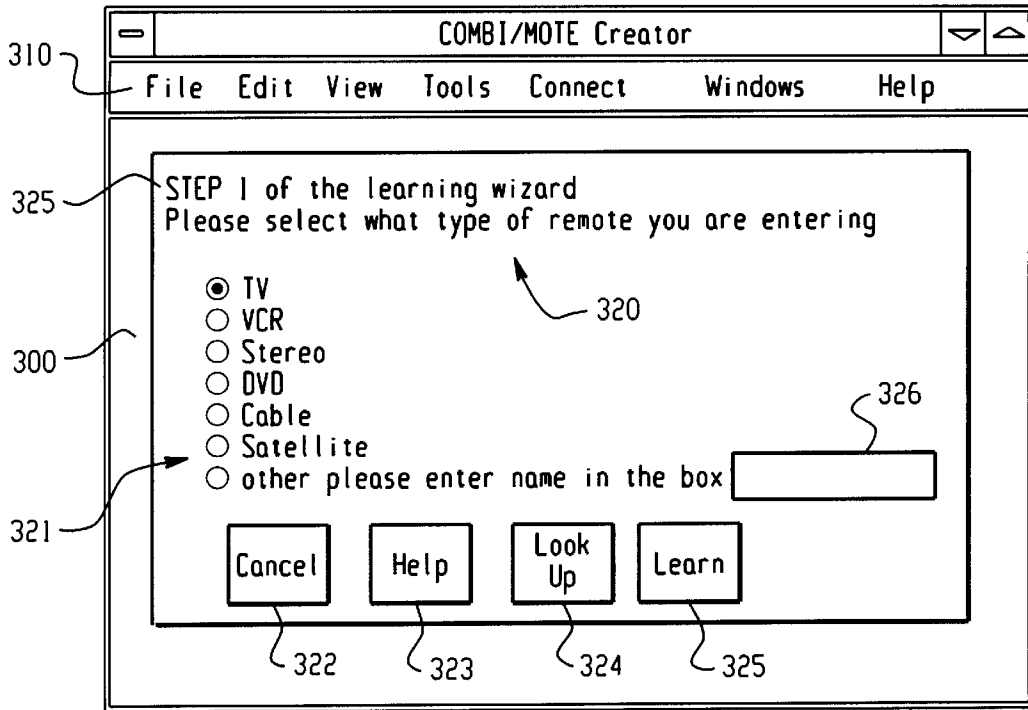 COMBI/MOTE Creator
310
File Edit View Tools Connect Windows Help
325
STEP 1 of the learning wizard
Please select what type of remote you are entering
320
TV
VCR
300
Stereo
DVD
326
Cable
Satellite
other please enter name in the box
321
Cancel Help Look Up Learn
322 323 324 325